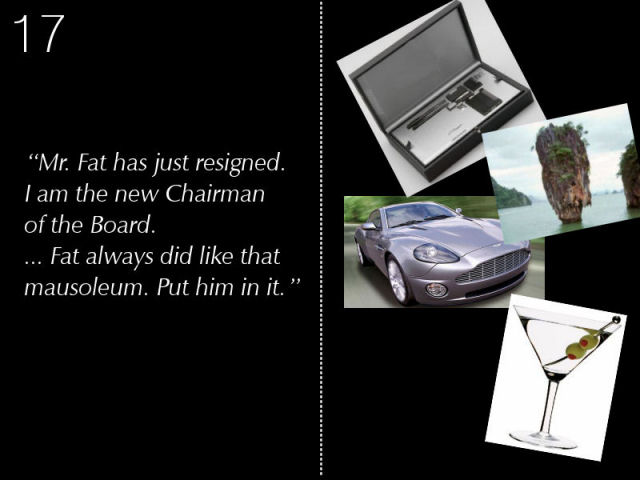 17
“Mr. Fat has just resigned.
I am the new Chairman
of the Board.
... Fat always did like that
mausoleum. Put him in it.”